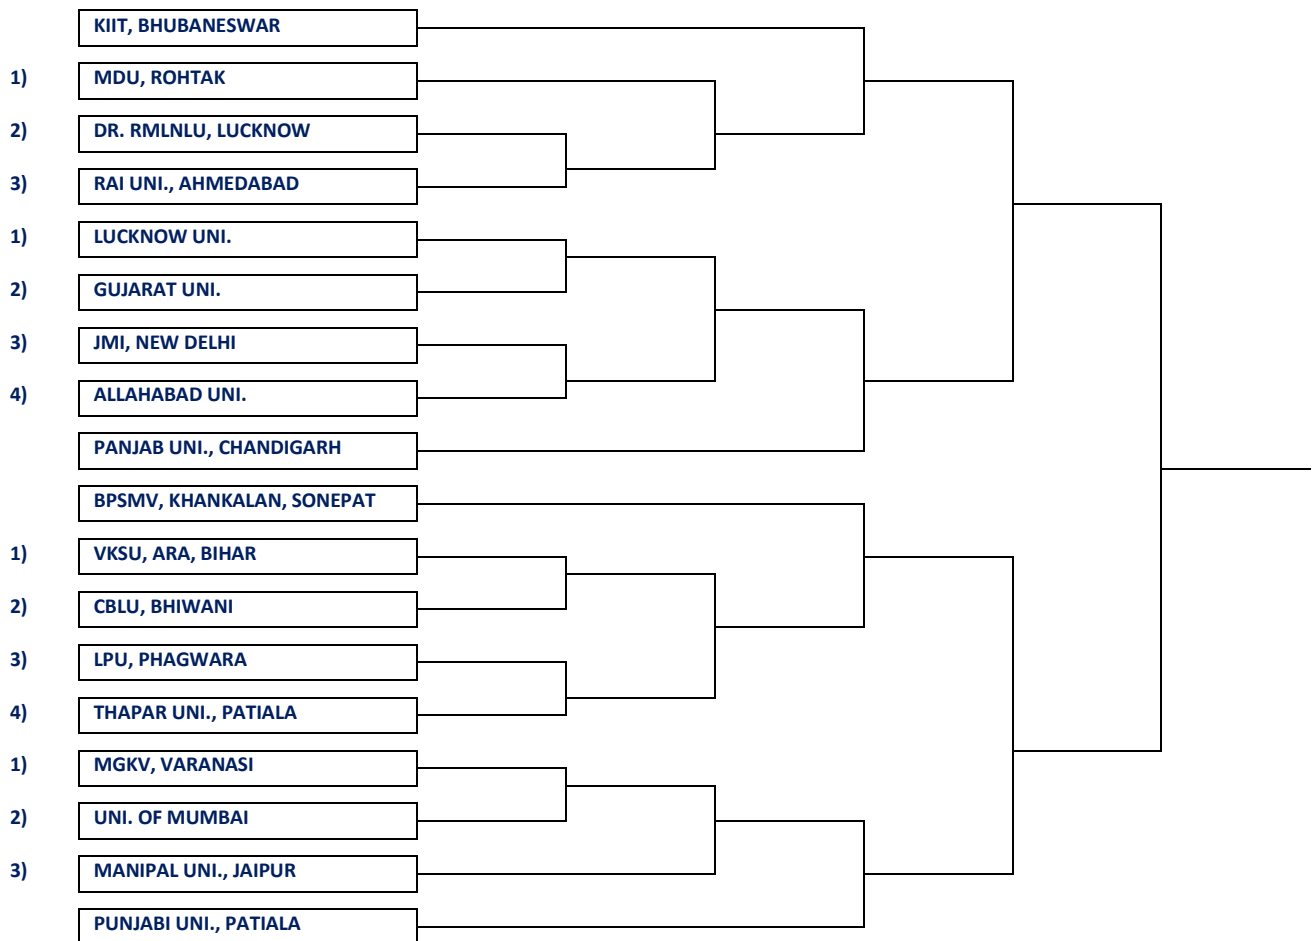 KIIT, BHUBANESWAR
1) MDU, ROHTAK
2) DR. RMLNLU, LUCKNOW
3) RAI UNI., AHMEDABAD
1) LUCKNOW UNI.
2) GUJARAT UNI.
3) JMI, NEW DELHI
4) ALLAHABAD UNI.
PANJAB UNI., CHANDIGARH
BPSMV, KHANKALAN, SONEPAT
1) VKSU, ARA, BIHAR
2) CBLU, BHIWANI
3) LPU, PHAGWARA
4) THAPAR UNI., PATIALA
1) MGKV, VARANASI
2) UNI. OF MUMBAI
3) MANIPAL UNI., JAIPUR
PUNJABI UNI., PATIALA